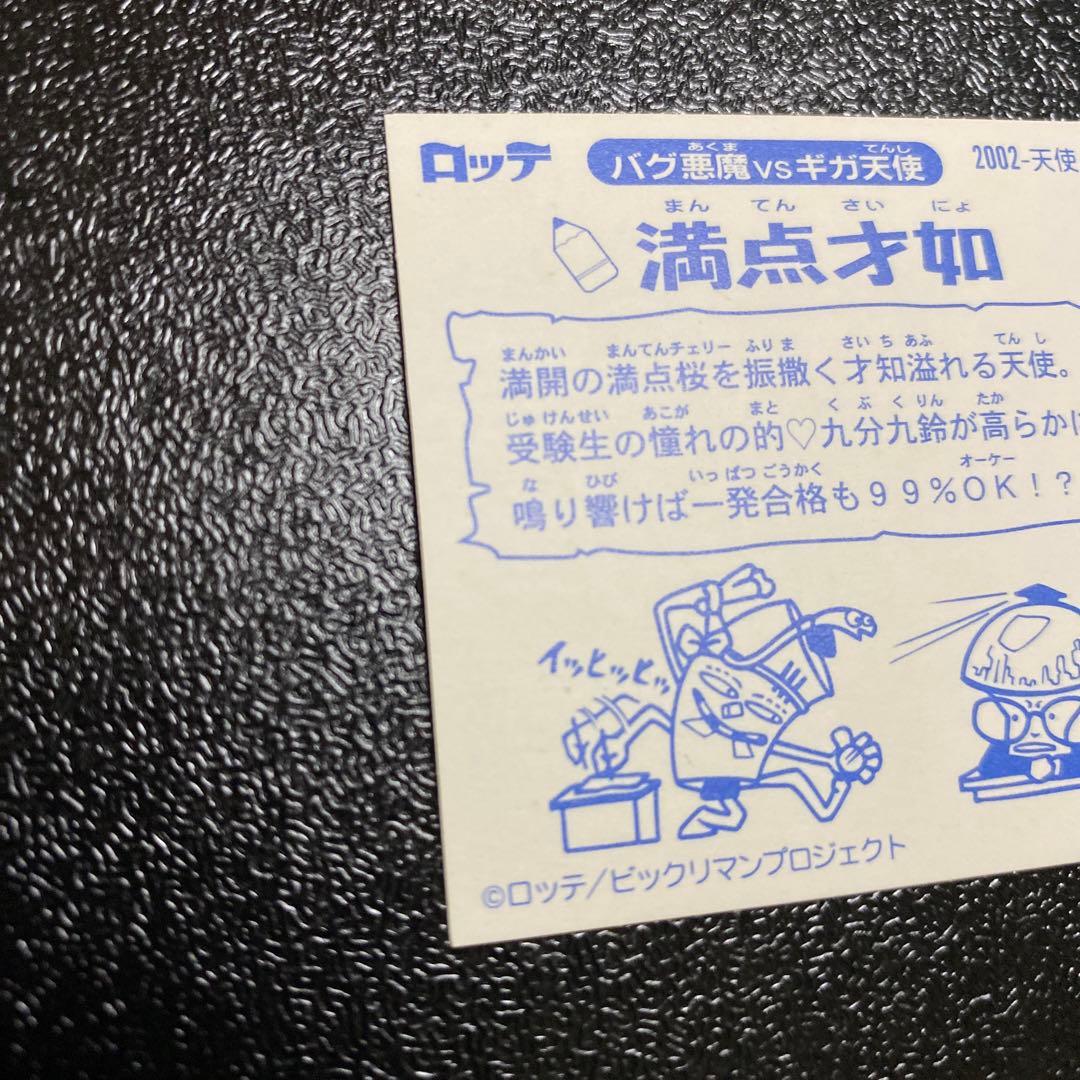 ロッテ バグ悪魔VSギガ天使 2002-天使
あくま てんし
まん てん さい にょ
満点才如
まんかい まんてんチェリー ふりま さいちあふ てんし
満開の満点桜を振撒く才知溢れる天使。
じゅけんせい あこが まと くぶくりん たか
受験生の憧れの的♡九分九鈴が高らかに
な ひび いっぱつごうかく オーケー
鳴り響けば一発合格も99%OK!?
イッヒッヒッ
©ロッテ/ビックリマンプロジェクト